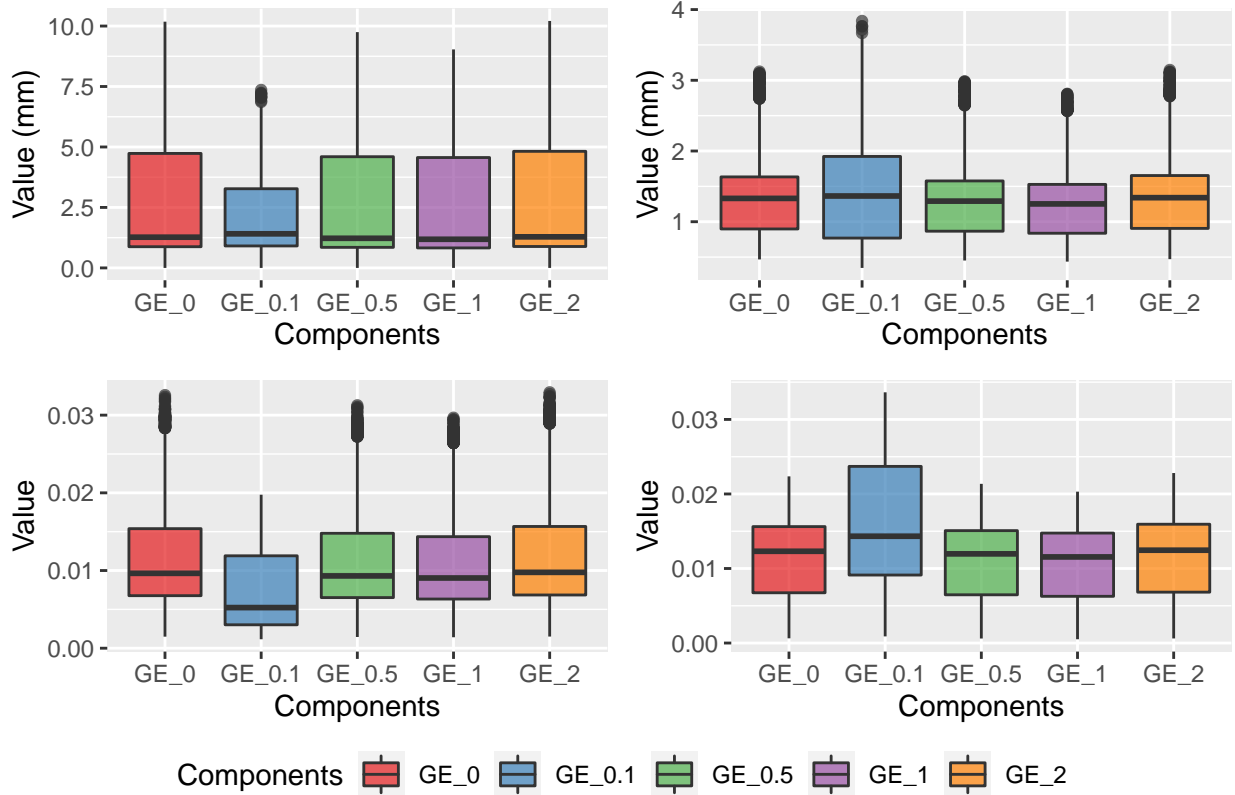 10.0
7.5
5.0
2.5
0.0
Value (mm)
GE_0 GE_0.1 GE_0.5 GE_1 GE_2
Components
4
3
2
1
Value (mm)
GE_0 GE_0.1 GE_0.5 GE_1 GE_2
Components
0.03
0.02
0.01
0.00
Value
GE_0 GE_0.1 GE_0.5 GE_1 GE_2
Components
0.03
0.02
0.01
0.00
Value
GE_0 GE_0.1 GE_0.5 GE_1 GE_2
Components
Components GE_0 GE_0.1 GE_0.5 GE_1 GE_2